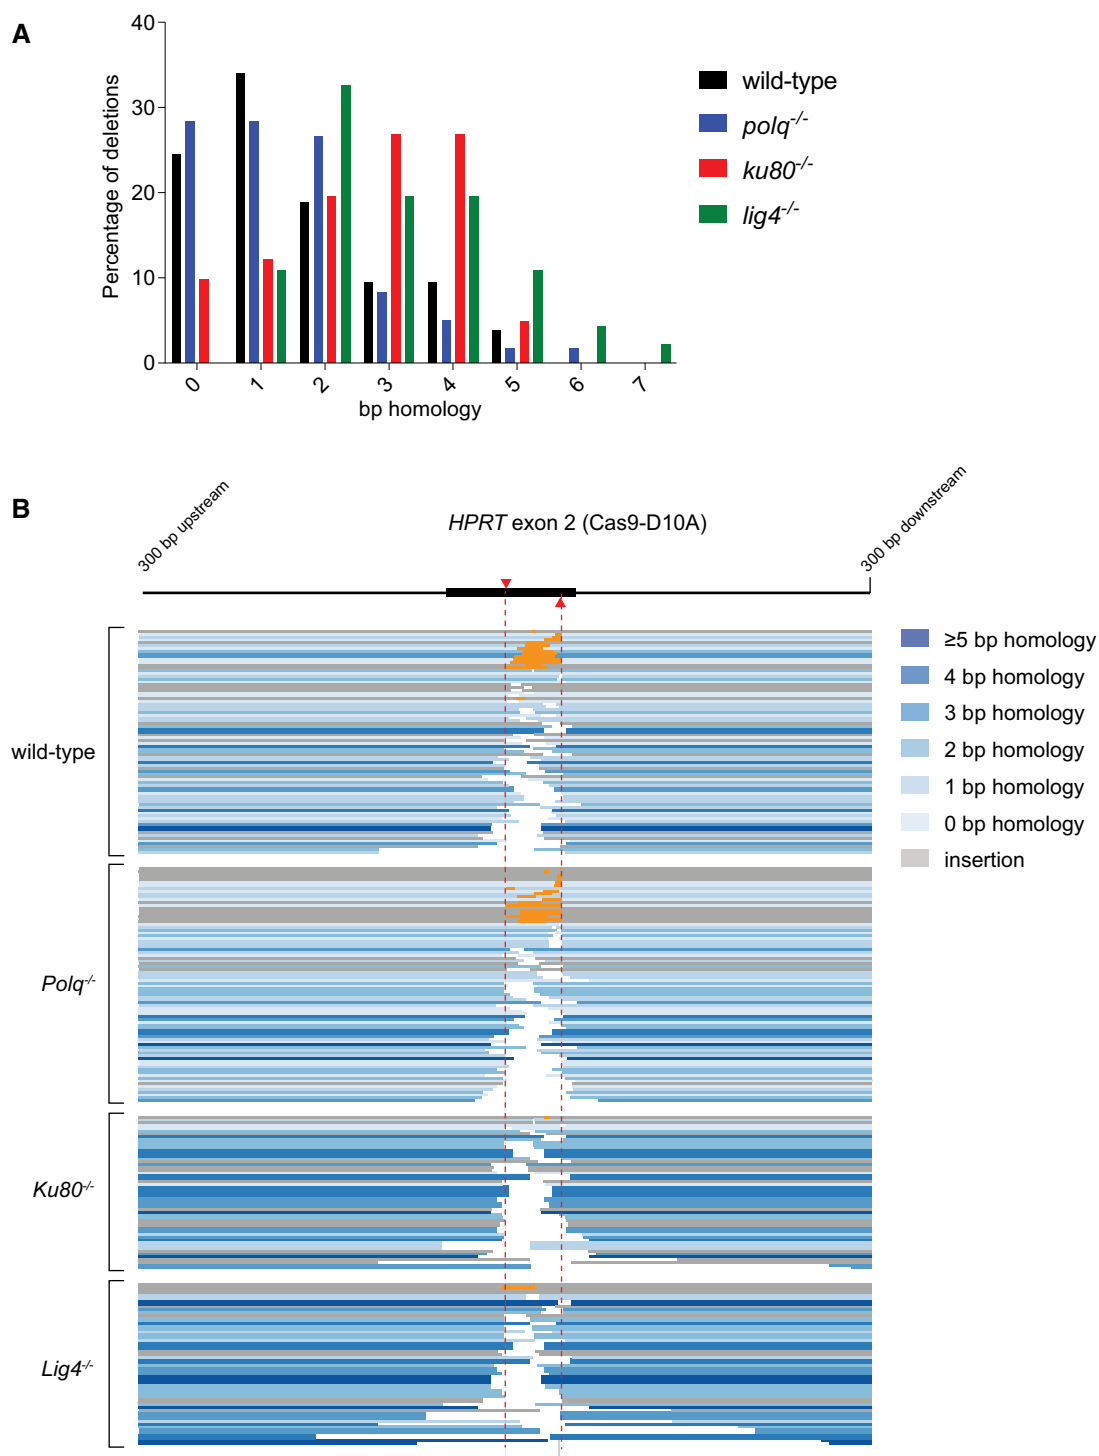 A
40
30
20
10
0
Percentage of deletions
0 1 2 3 4 5 6 7
bp homology
wild-type
polq-/-
ku80-/-
lig4-/-
B
300 bp upstream
HPRT exon 2 (Cas9-D10A)
300 bp downstream
wild-type
Polq-/-
Ku80-/-
Lig4-/-
≥5 bp homology
4 bp homology
3 bp homology
2 bp homology
1 bp homology
0 bp homology
insertion